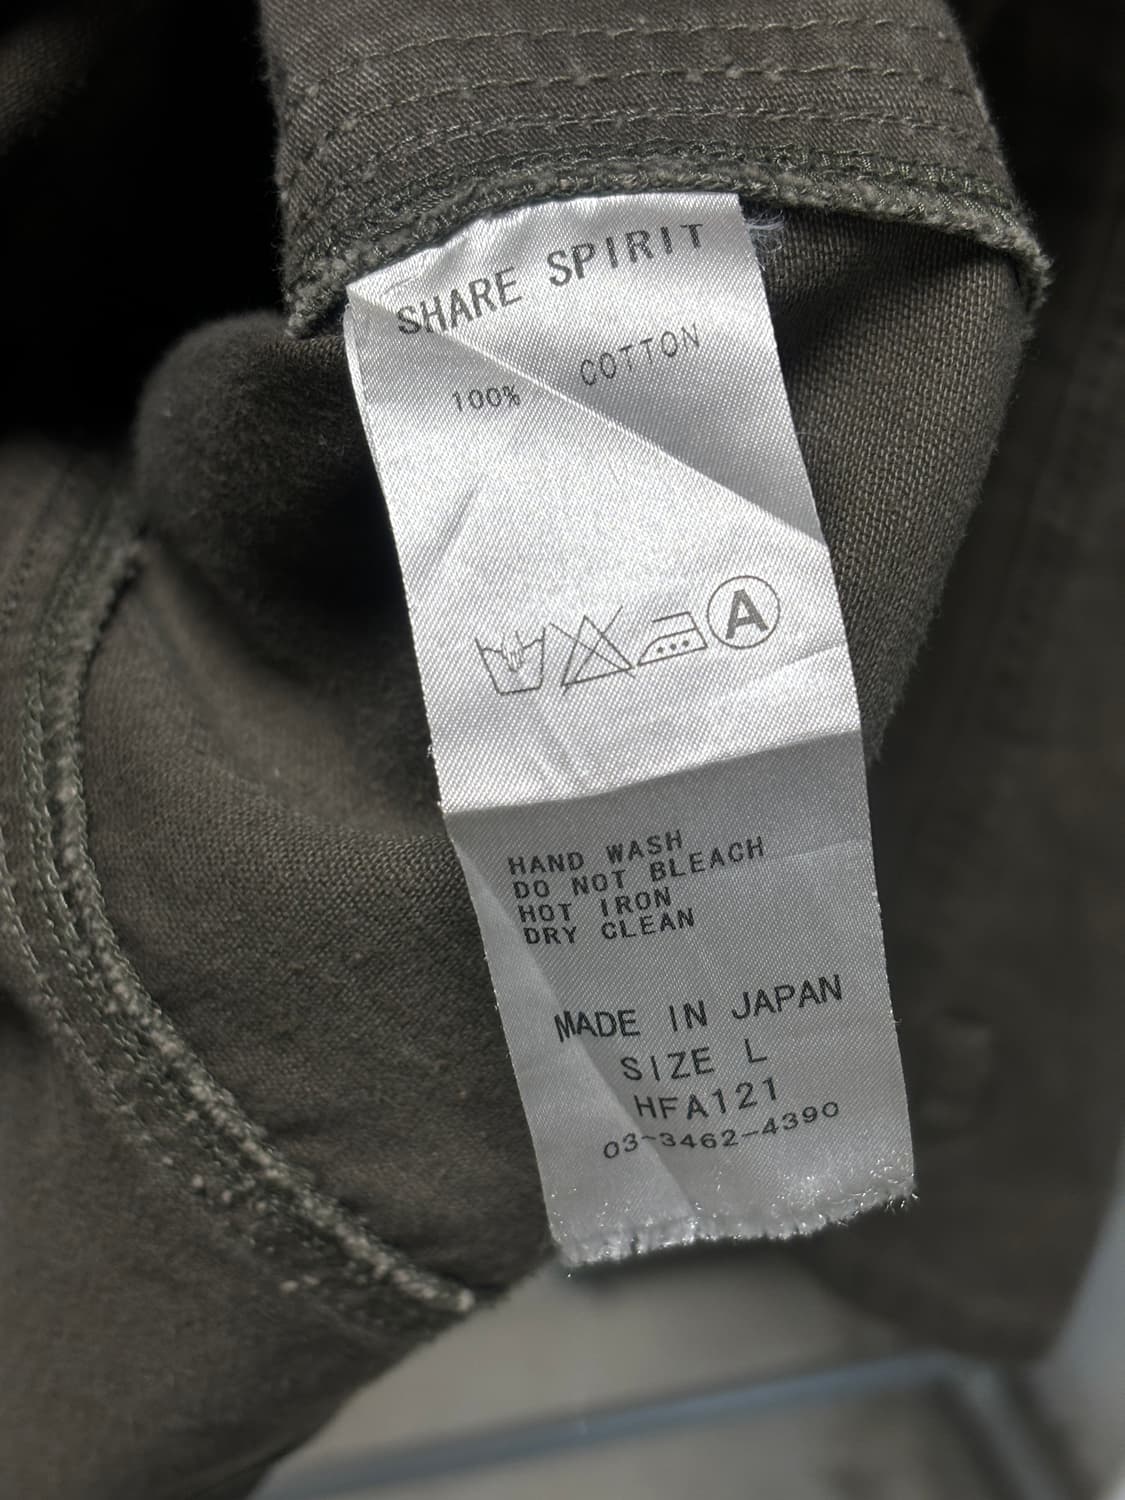 SHARE SPIRIT
100% COTTON
A
HAND WASH
DO NOT BLEACH
HOT IRON
DRY CLEAN
MADE IN JAPAN
SIZE L
HFA121
03-3462-4390